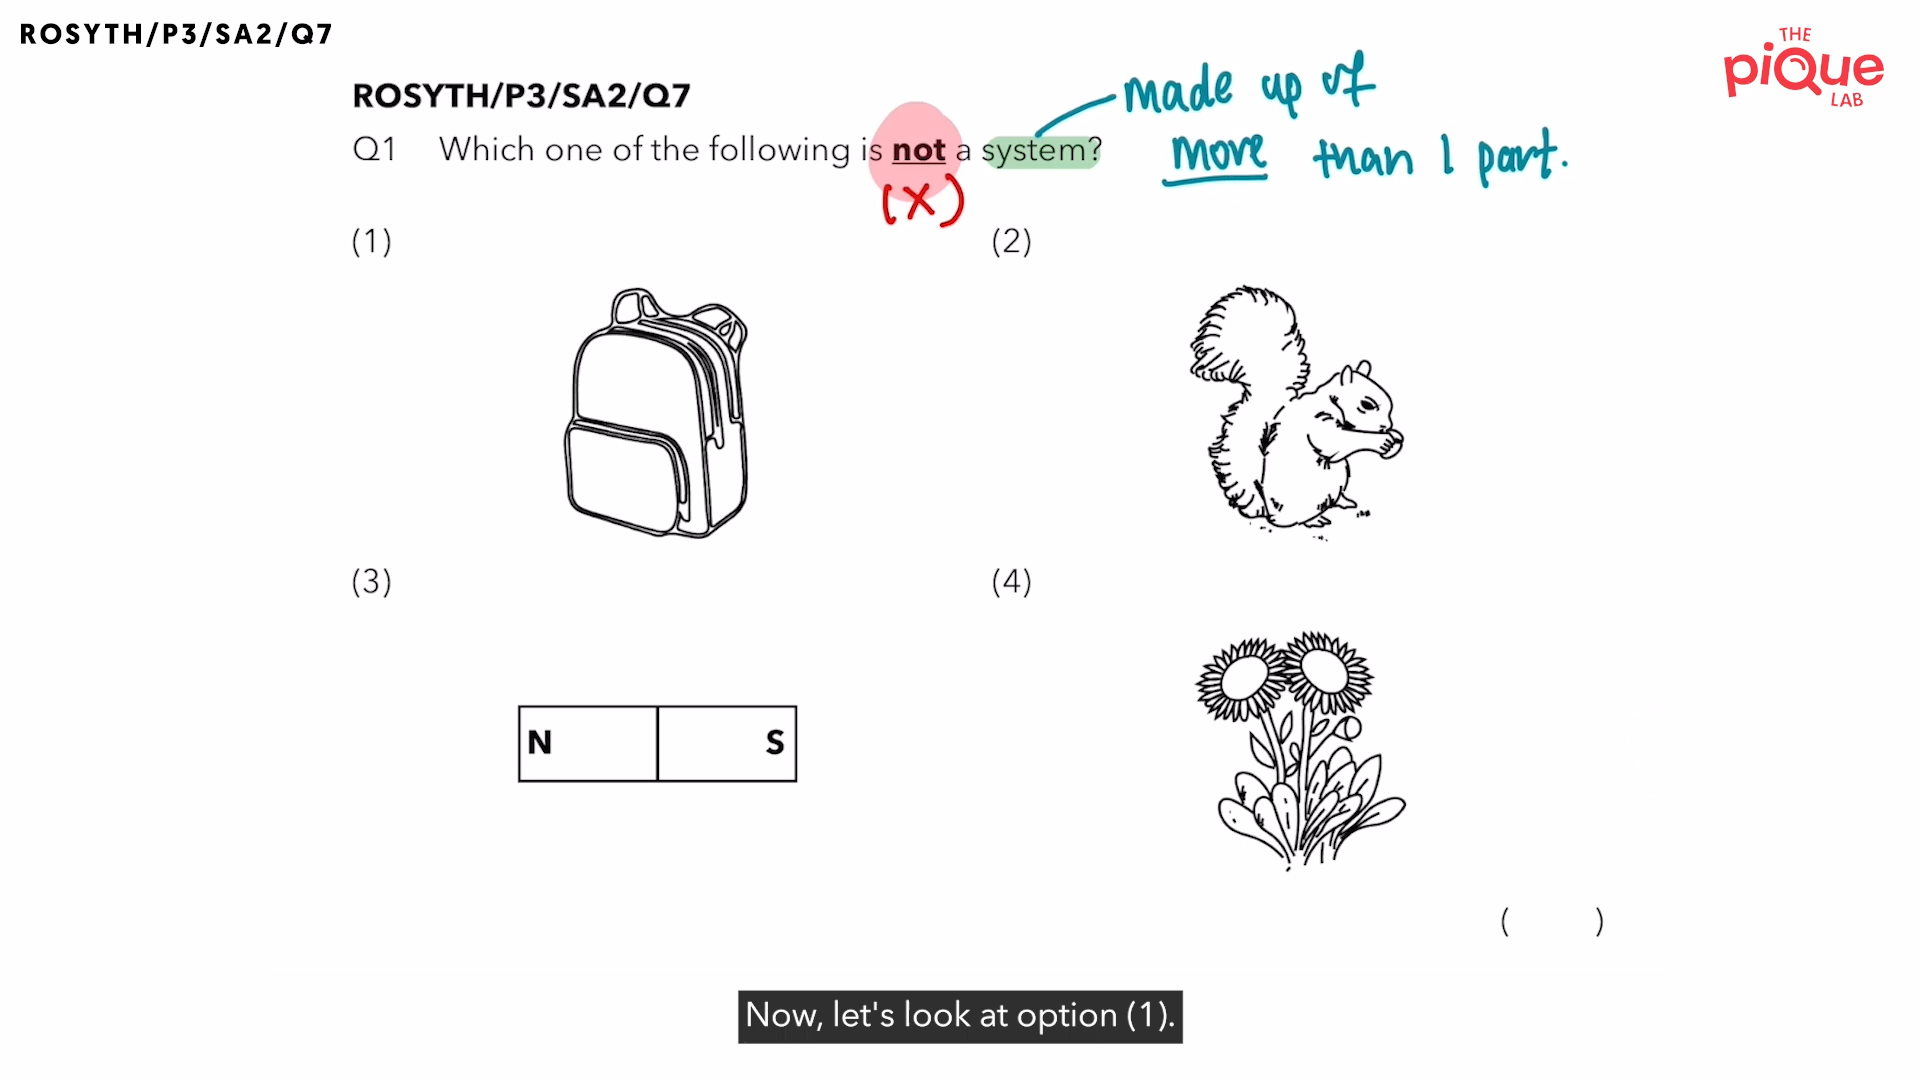 ROSYTH/P3/SA2/Q7
THE
piQue
LAB
ROSYTH/P3/SA2/Q7
made up of
Q1 Which one of the following is not a system?
more than 1 part.
(X)
(1)
(2)
(3)
(4)
N S
( )
Now, let's look at option (1).